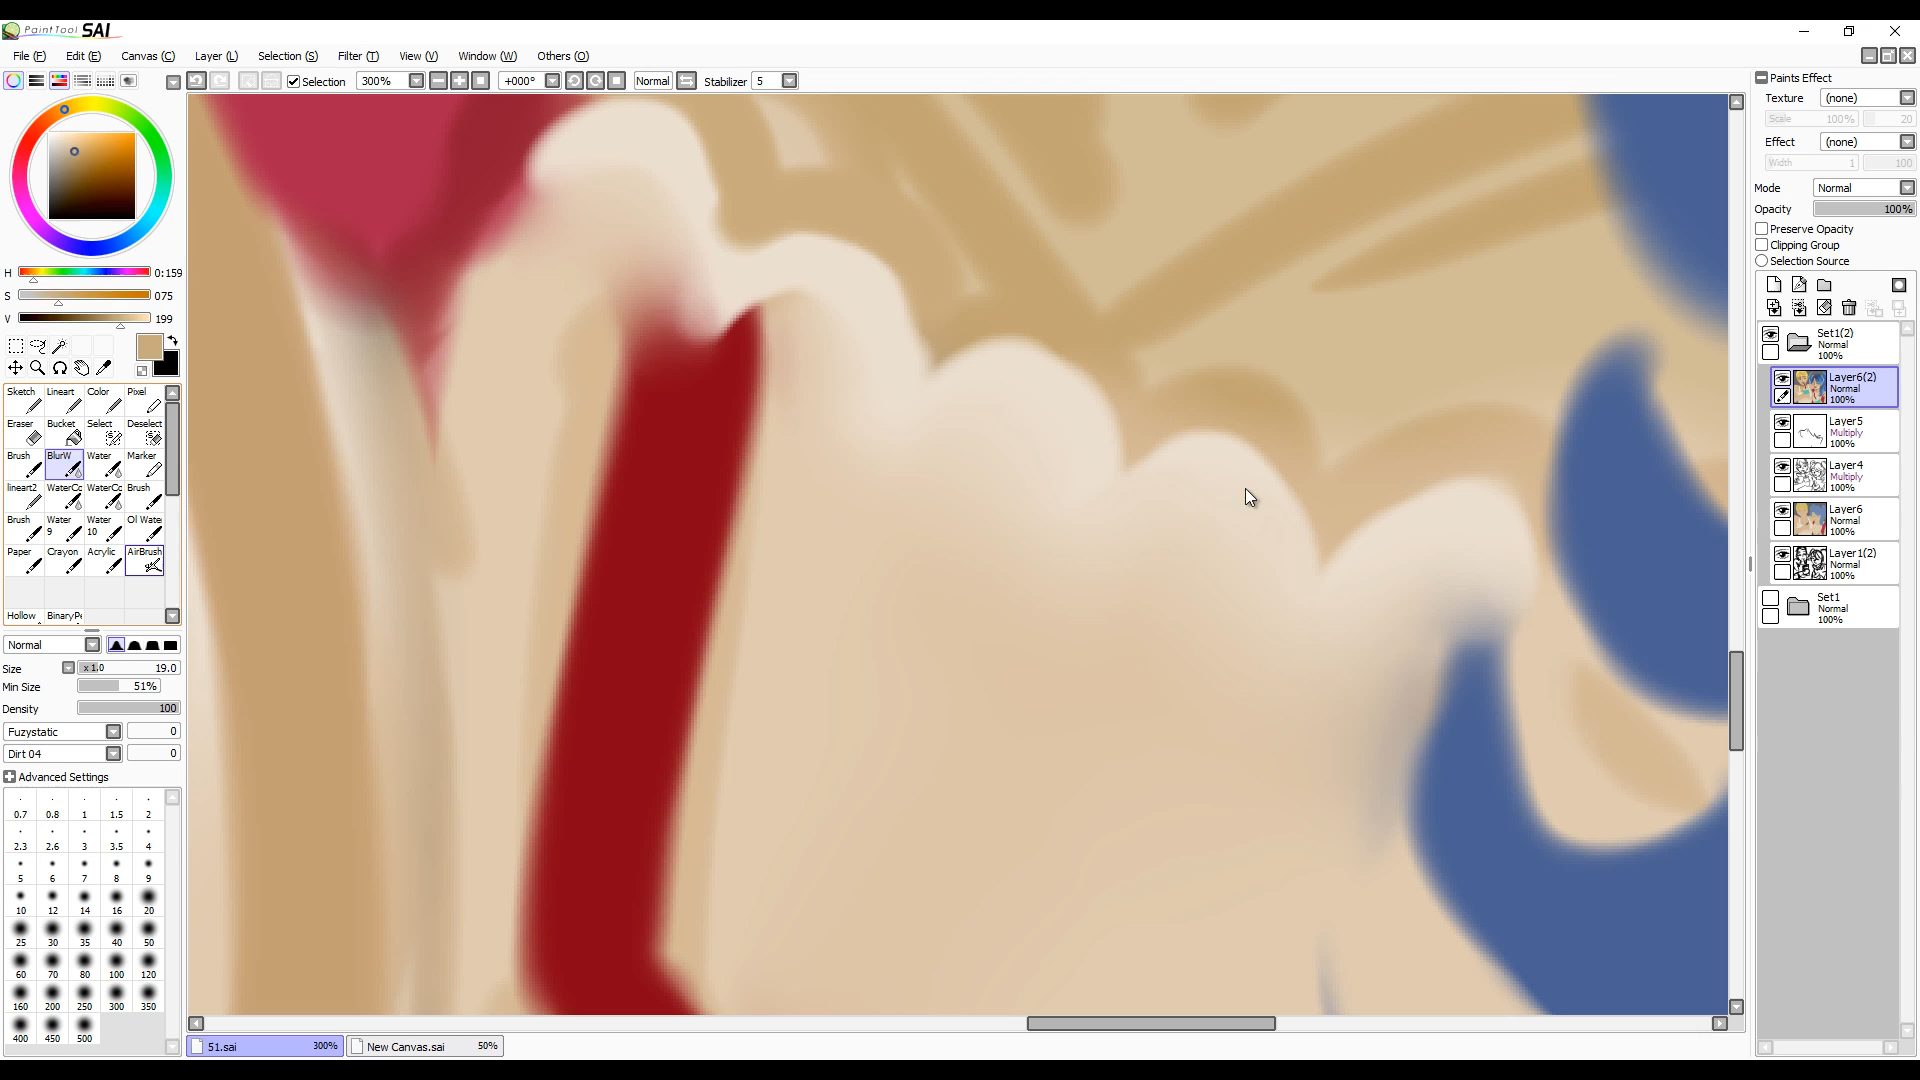 PaintTool SAI
File (F) Edit (E) Canvas (C) Layer (L) Selection (S) Filter (T) View (V) Window (W) Others (O)
Selection 300% +000° Normal Stabilizer 5
H 0:159
S 075
V 199
Sketch Lineart Color Pixel
Eraser Bucket Select Deselect
Brush BlurW Water Marker
lineart2 WaterCo WaterCo Brush
Brush Water 9 Water 10 Ol Wate
Paper Crayon Acrylic AirBrush
Hollow BinaryPe
Normal
Size x1.0 19.0
Min Size 51%
Density 100
Fuzystatic 0
Dirt 04 0
Advanced Settings
0.7 0.8 1 1.5 2
2.3 2.6 3 3.5 4
5 6 7 8 9
10 12 14 16 20
25 30 35 40 50
60 70 80 100 120
160 200 250 300 350
400 450 500
51.sai 300% New Canvas.sai 50%
Paints Effect
Texture (none)
Scale 100% 20
Effect (none)
Width 1 100
Mode Normal
Opacity 100%
Preserve Opacity
Clipping Group
Selection Source
Set1(2)
Normal
100%
Layer6(2)
Normal
100%
Layer5
Multiply
100%
Layer4
Multiply
100%
Layer6
Normal
100%
Layer1(2)
Normal
100%
Set1
Normal
100%